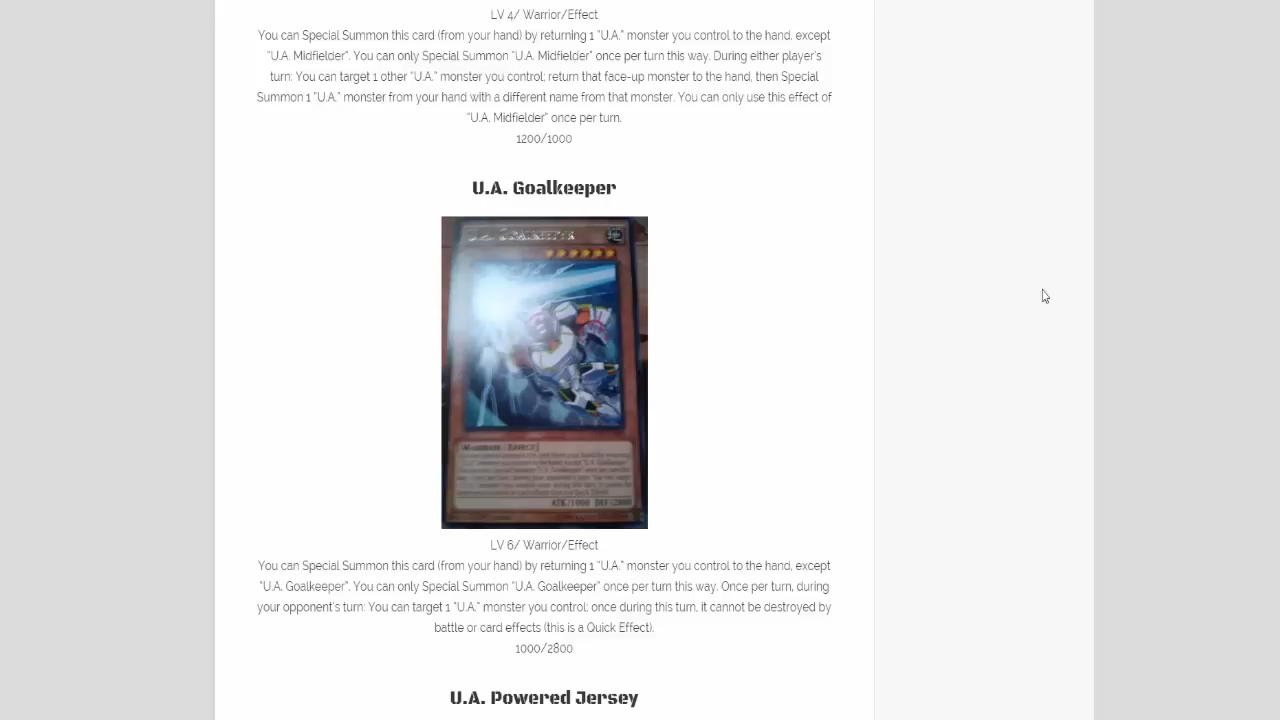 LV 4/ Warrior/Effect
You can Special Summon this card (from your hand) by returning 1 "U.A." monster you control to the hand, except
"U.A. Midfielder". You can only Special Summon "U.A. Midfielder" once per turn this way. During either player's
turn: You can target 1 other "U.A." monster you control; return that face-up monster to the hand, then Special
Summon 1 "U.A." monster from your hand with a different name from that monster. You can only use this effect of
"U.A. Midfielder" once per turn.
1200/1000
U.A. Goalkeeper
ATK/1000 DEF/2800
LV 6/ Warrior/Effect
You can Special Summon this card (from your hand) by returning 1 "U.A." monster you control to the hand, except
"U.A. Goalkeeper". You can only Special Summon "U.A. Goalkeeper" once per turn this way. Once per turn, during
your opponent's turn: You can target 1 "U.A." monster you control; once during this turn, it cannot be destroyed by
battle or card effects (this is a Quick Effect).
1000/2800
U.A. Powered Jersey